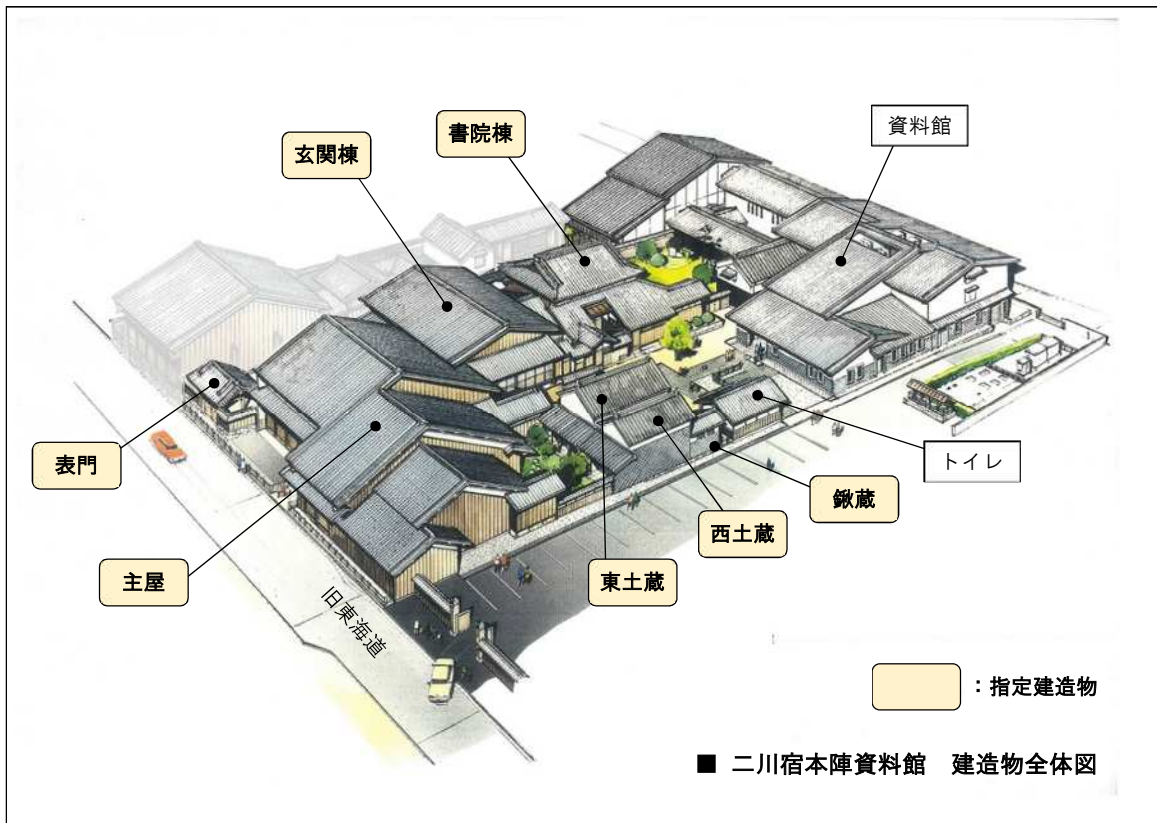 書院棟
資料館
玄関棟
表門
トイレ
鍬蔵
西土蔵
主屋
東土蔵
旧東海道
：指定建造物
■ 二川宿本陣資料館　建造物全体図